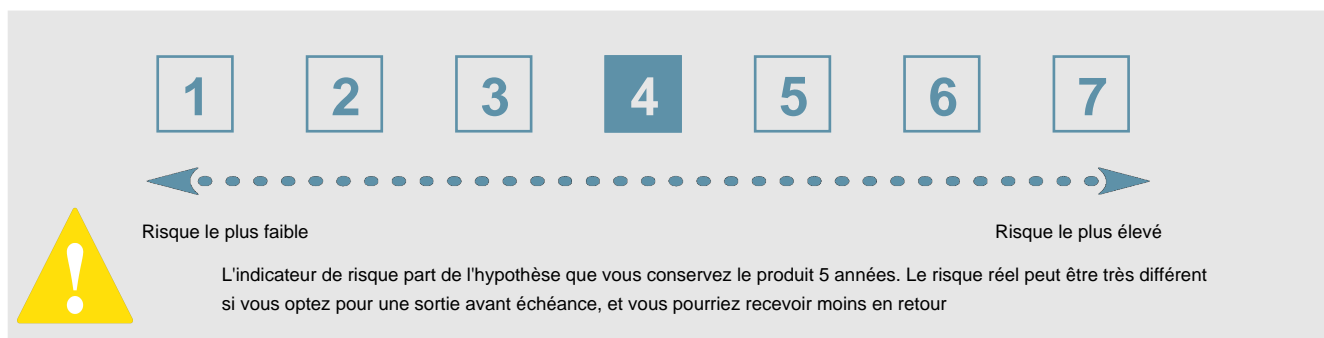 1 2 3 4 5 6 7
Risque le plus faible Risque le plus élevé
L'indicateur de risque part de l'hypothèse que vous conservez le produit 5 années. Le risque réel peut être très différent
si vous optez pour une sortie avant échéance, et vous pourriez recevoir moins en retour
!